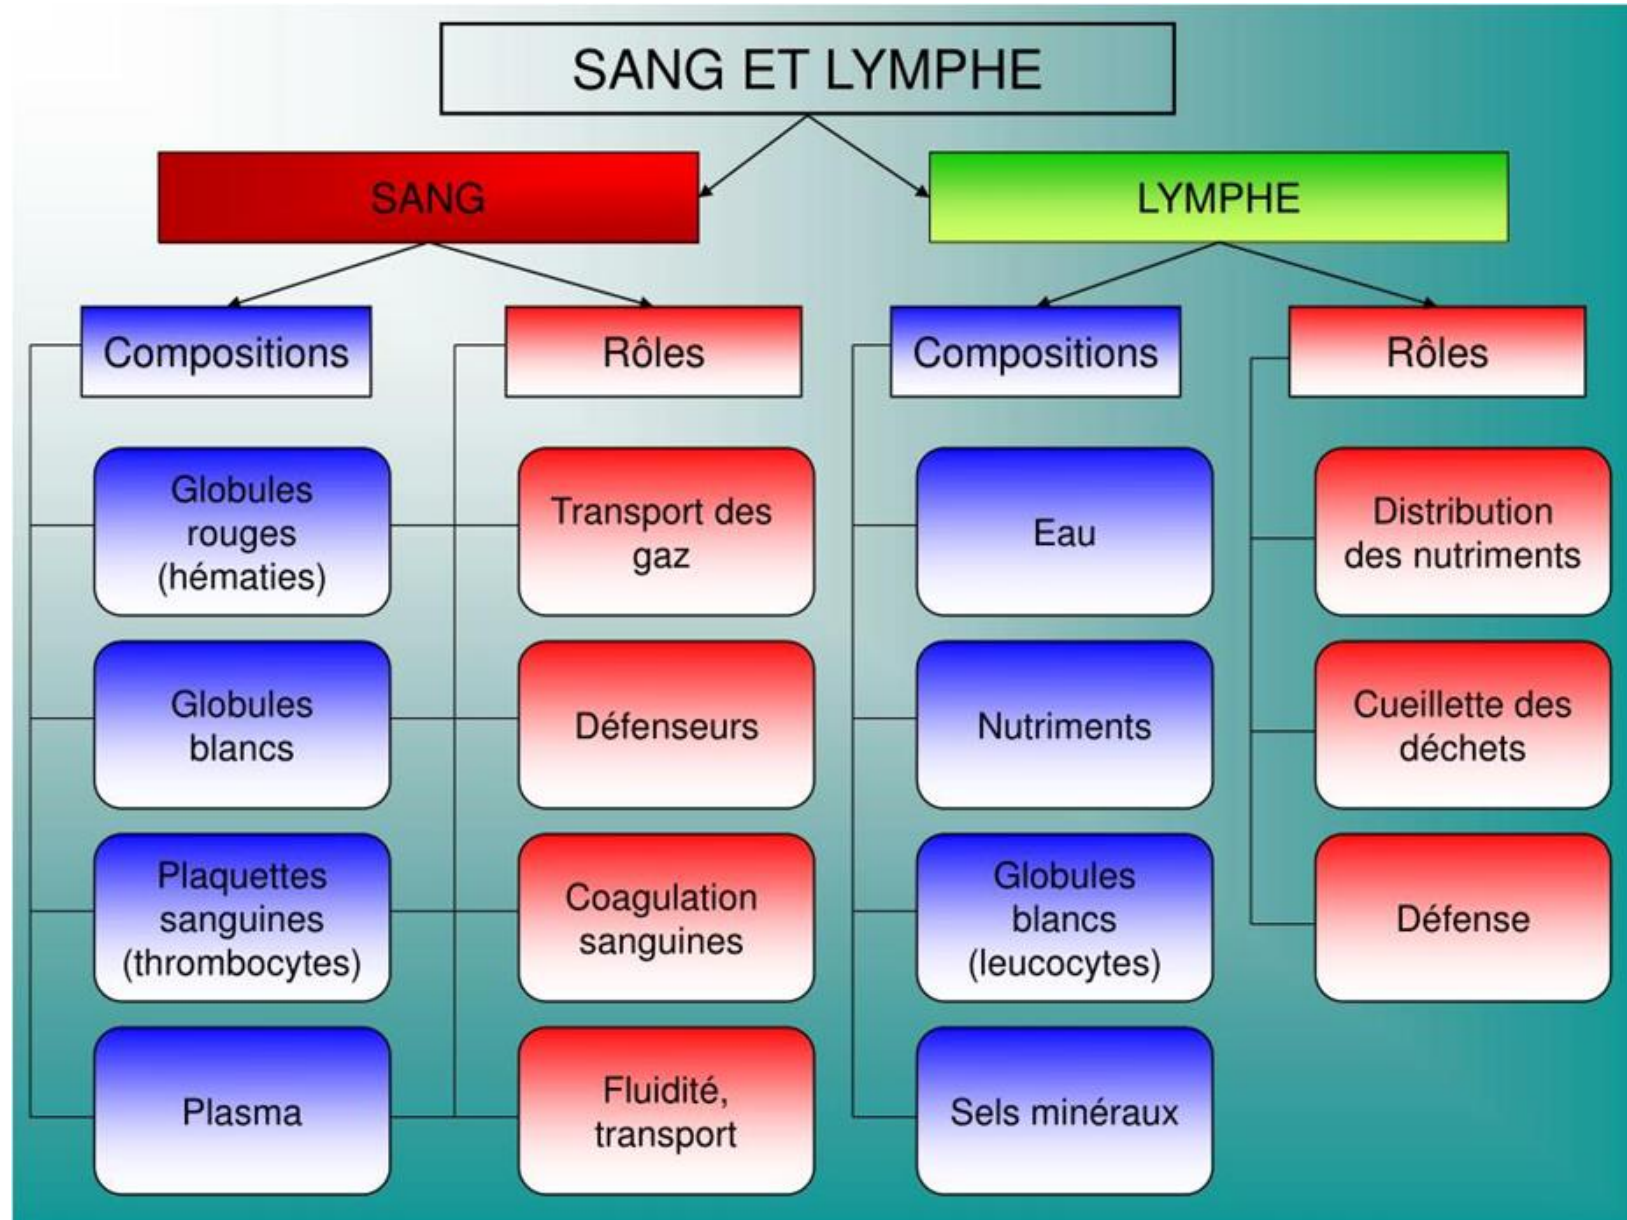 SANG ET LYMPHE
SANG
LYMPHE
Compositions
Rôles
Compositions
Rôles
Globules
rouges
(hématies)
Transport des
gaz
Eau
Distribution
des nutriments
Globules
blancs
Défenseurs
Nutriments
Cueillette des
déchets
Plaquettes
sanguines
(thrombocytes)
Coagulation
sanguines
Globules
blancs
(leucocytes)
Défense
Plasma
Fluidité,
transport
Sels minéraux